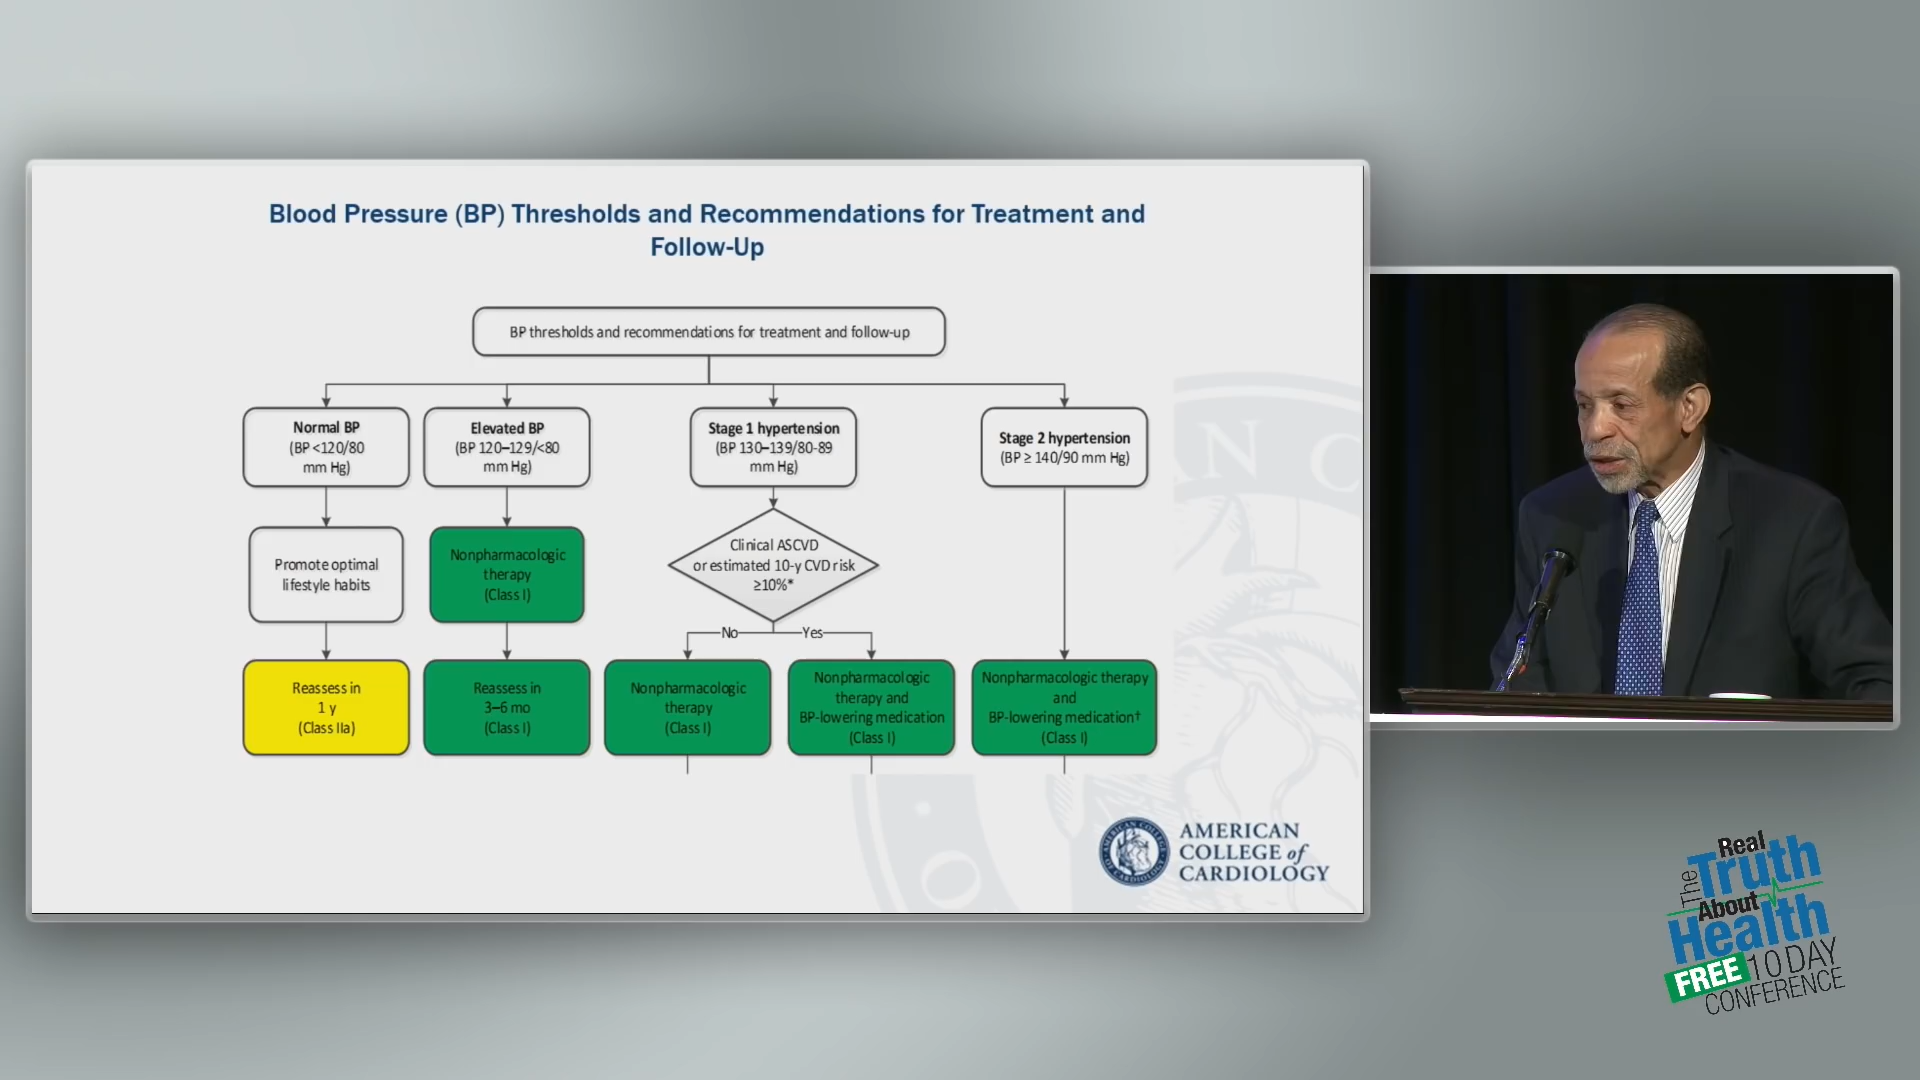 Blood Pressure (BP) Thresholds and Recommendations for Treatment and
Follow-Up
BP thresholds and recommendations for treatment and follow-up
Normal BP
(BP <120/80
mm Hg)
Elevated BP
(BP 120–129/<80
mm Hg)
Stage 1 hypertension
(BP 130–139/80-89
mm Hg)
Stage 2 hypertension
(BP ≥ 140/90 mm Hg)
Promote optimal
lifestyle habits
Nonpharmacologic
therapy
(Class I)
Clinical ASCVD
or estimated 10-y CVD risk
≥10%*
No
Yes
Reassess in
1 y
(Class IIa)
Reassess in
3–6 mo
(Class I)
Nonpharmacologic
therapy
(Class I)
Nonpharmacologic
therapy and
BP-lowering medication
(Class I)
Nonpharmacologic therapy
and
BP-lowering medication†
(Class I)
AMERICAN
COLLEGE of
CARDIOLOGY
The Real
Truth
About
Health
FREE 10 DAY
CONFERENCE